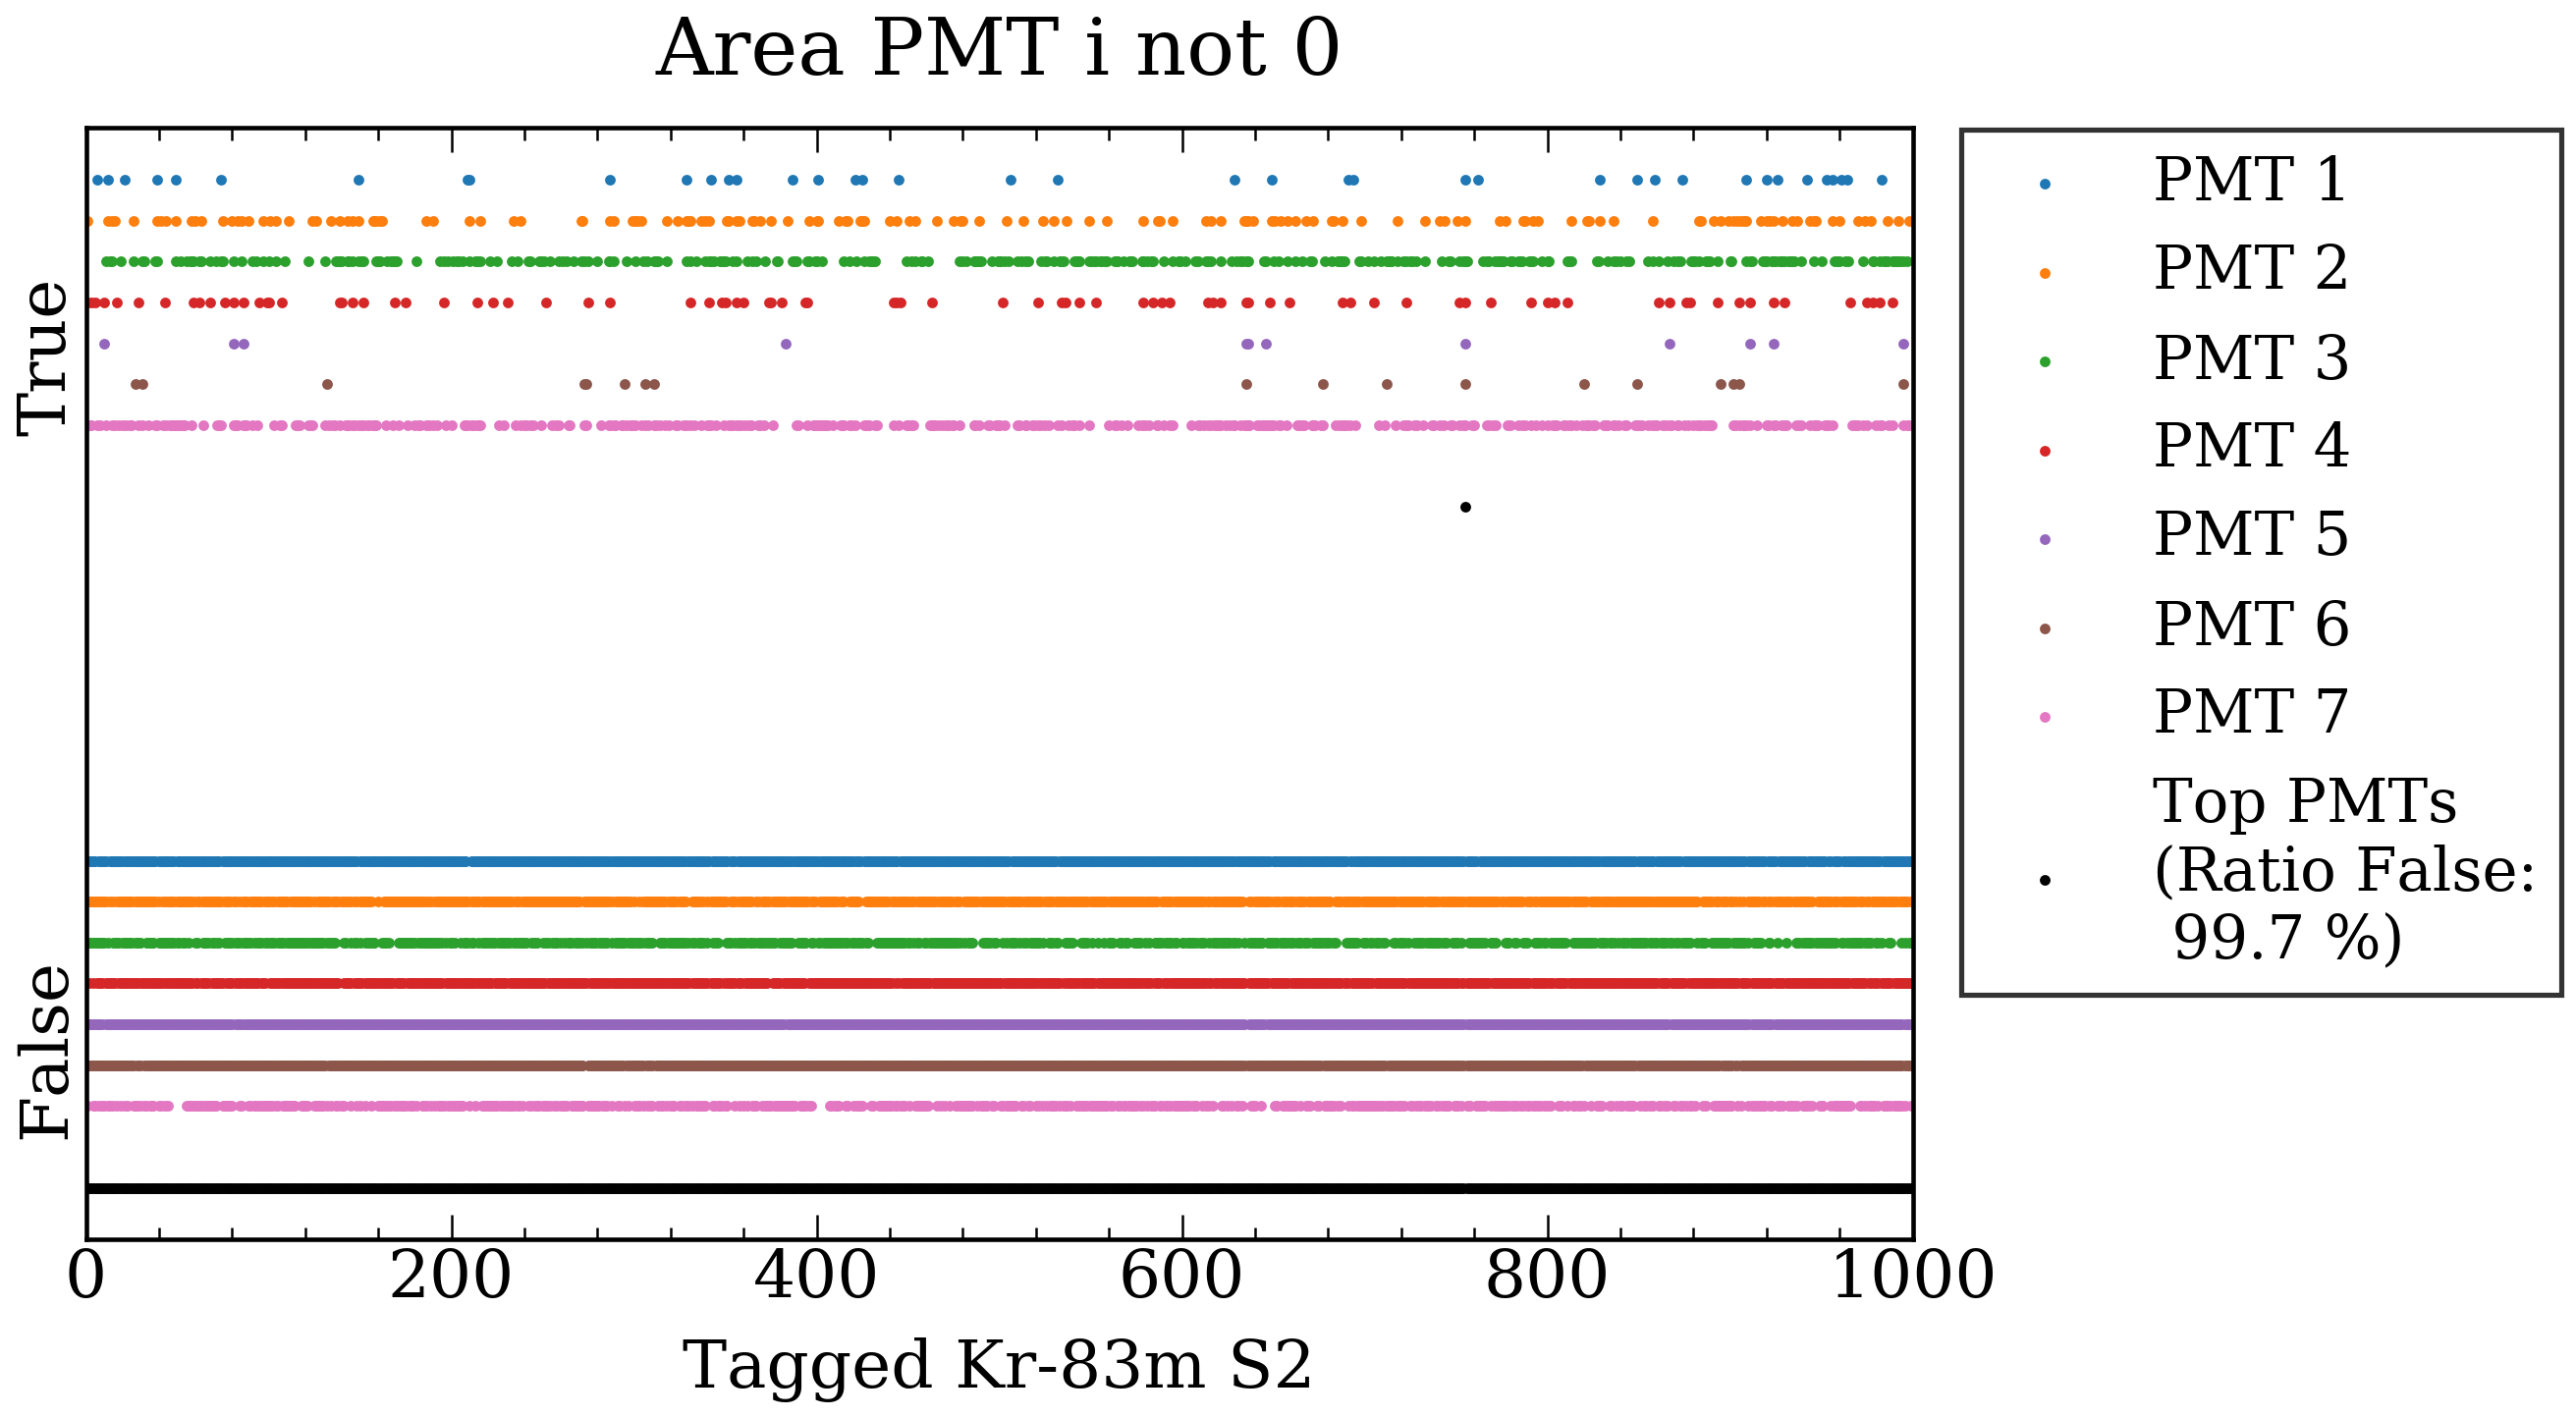 Area PMT i not 0
True
False
0 200 400 600 800 1000
Tagged Kr-83m S2
PMT 1
PMT 2
PMT 3
PMT 4
PMT 5
PMT 6
PMT 7
Top PMTs
(Ratio False:
99.7 %)